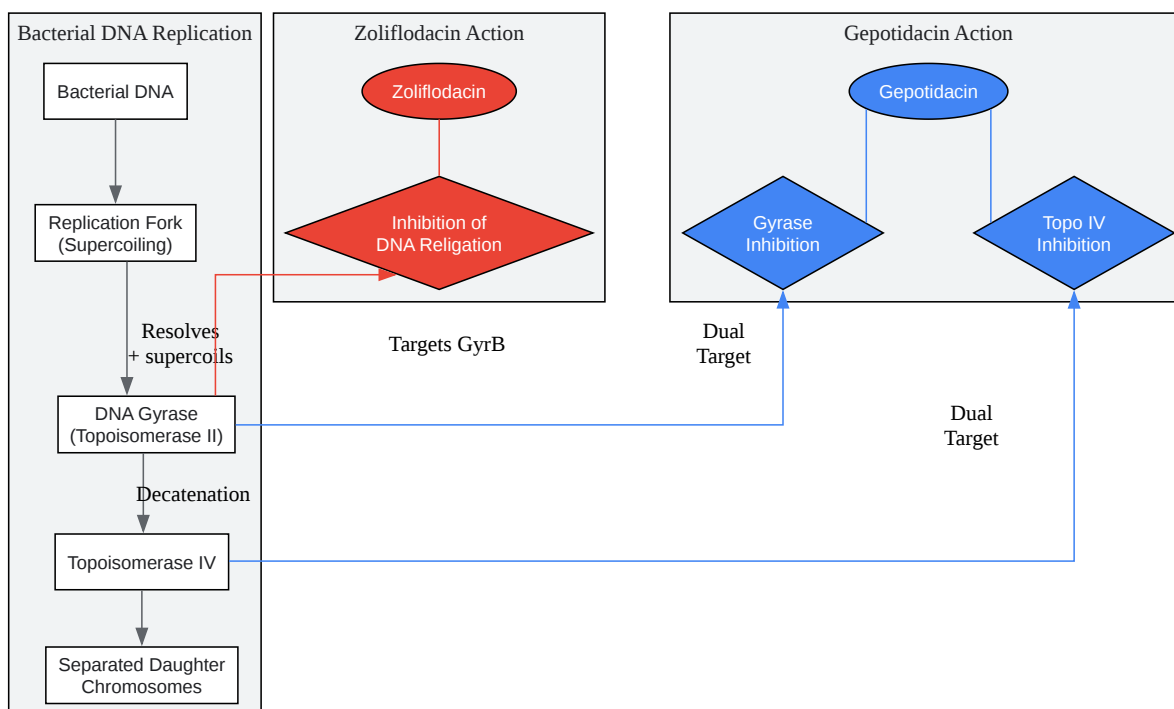 Bacterial DNA Replication
Bacterial DNA
Replication Fork
(Supercoiling)
Resolves
+ supercoils
DNA Gyrase
(Topoisomerase II)
Decatenation
Topoisomerase IV
Separated Daughter
Chromosomes
Zoliflodacin Action
Zoliflodacin
Inhibition of
DNA Religation
Targets GyrB
Gepotidacin Action
Gepotidacin
Gyrase
Inhibition
Topo IV
Inhibition
Dual
Target
Dual
Target